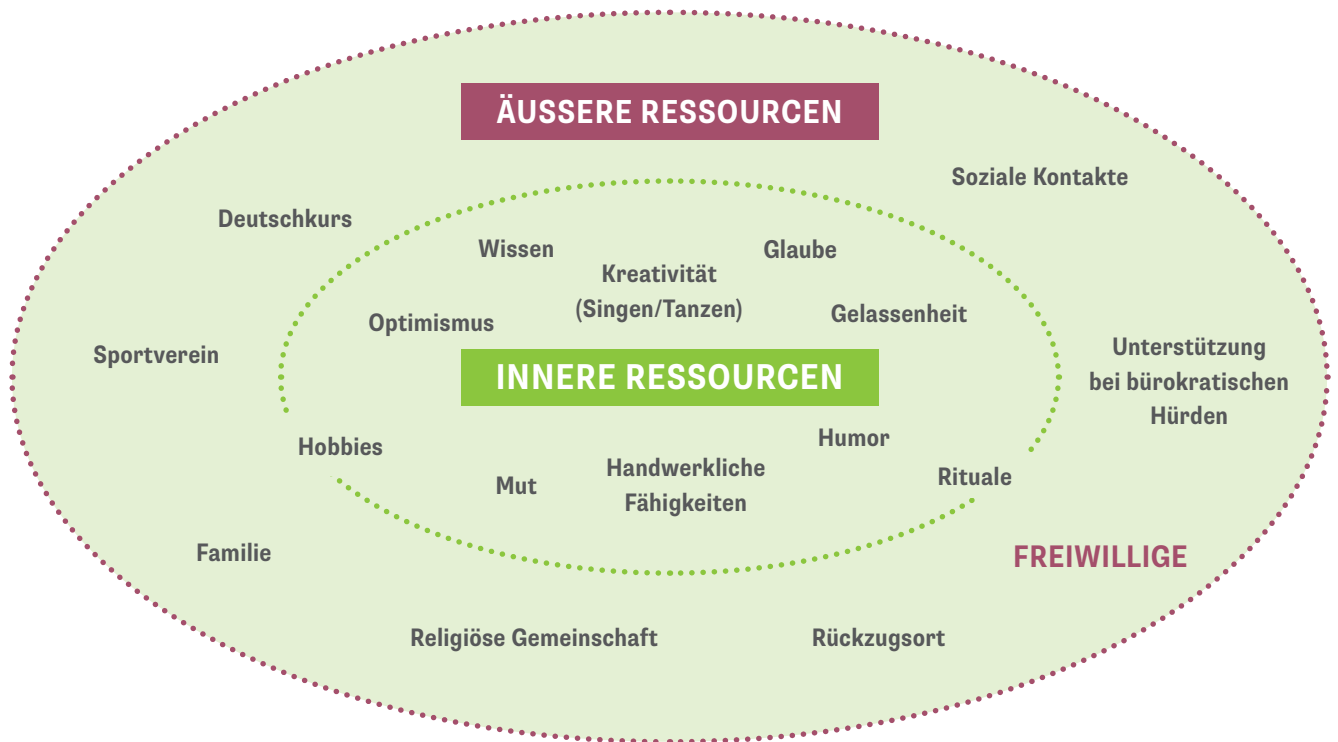 ÄUSSERE RESSOURCEN
Soziale Kontakte
Deutschkurs
Wissen
Glaube
Kreativität
(Singen/Tanzen)
Optimismus
Gelassenheit
Sportverein
Unterstützung
bei bürokratischen
Hürden
INNERE RESSOURCEN
Hobbies
Humor
Mut
Handwerkliche
Fähigkeiten
Rituale
Familie
FREIWILLIGE
Religiöse Gemeinschaft
Rückzugsort